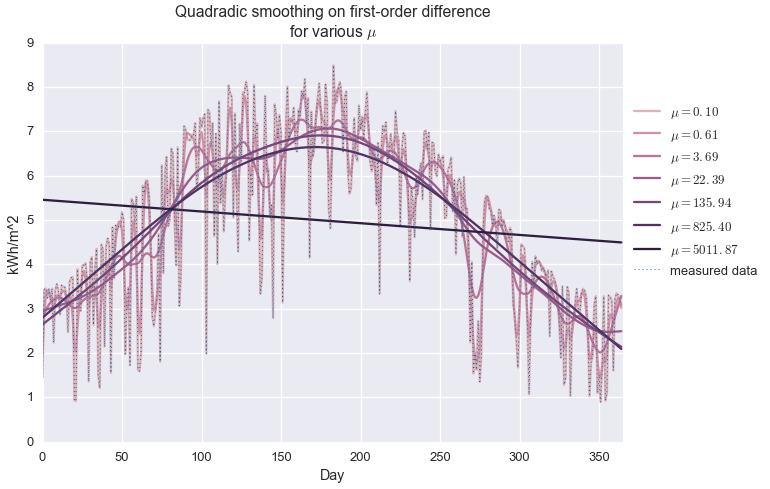 Quadradic smoothing on first-order difference
for various μ
9
8
7
6
5
4
3
2
1
0
kWh/m^2
0 50 100 150 200 250 300 350
Day
μ = 0.10
μ = 0.61
μ = 3.69
μ = 22.39
μ = 135.94
μ = 825.40
μ = 5011.87
measured data